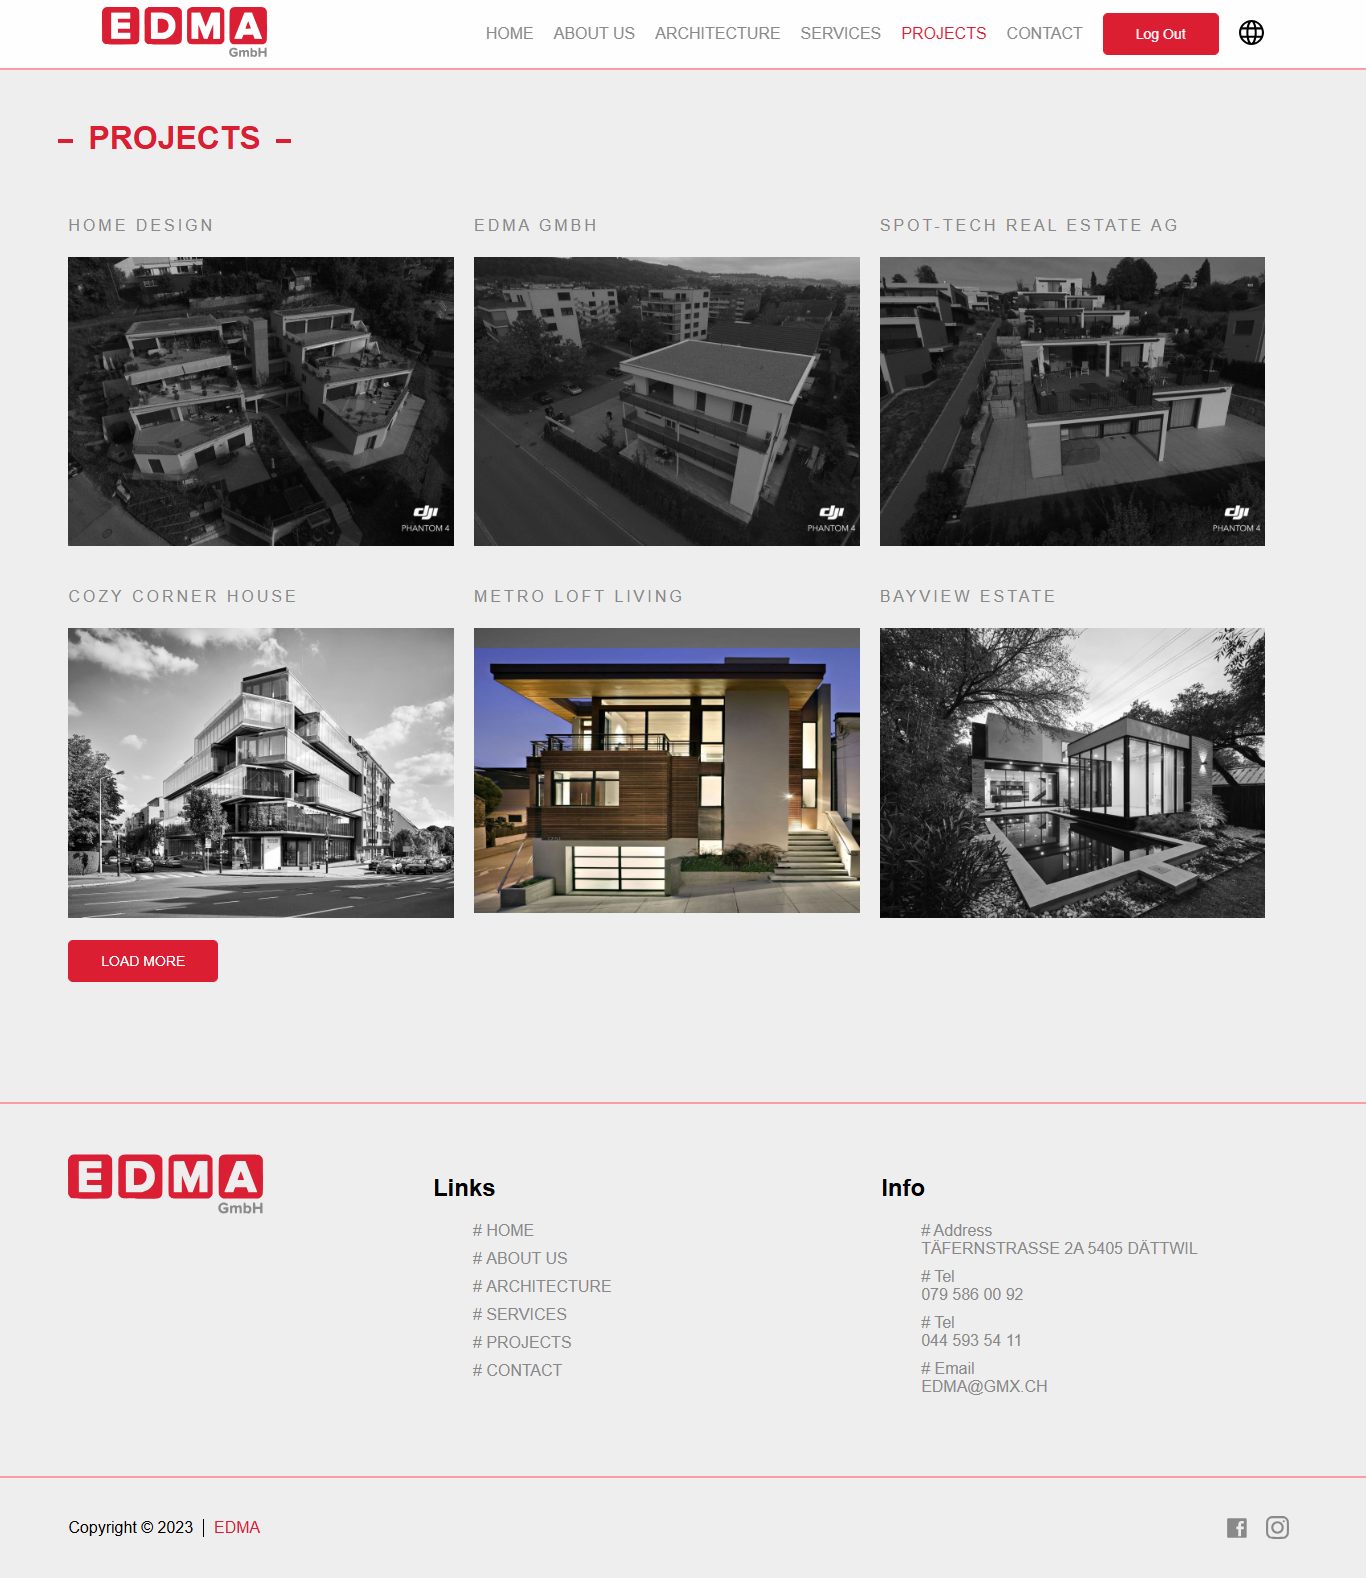 EDMA
GmbH
HOME ABOUT US ARCHITECTURE SERVICES PROJECTS CONTACT Log Out
– PROJECTS –
HOME DESIGN
EDMA GMBH
SPOT-TECH REAL ESTATE AG
dji
PHANTOM 4
dji
PHANTOM 4
dji
PHANTOM 4
COZY CORNER HOUSE
METRO LOFT LIVING
BAYVIEW ESTATE
LOAD MORE
EDMA
GmbH
Links
# HOME
# ABOUT US
# ARCHITECTURE
# SERVICES
# PROJECTS
# CONTACT
Info
# Address
TÄFERNSTRASSE 2A 5405 DÄTTWIL
# Tel
079 586 00 92
# Tel
044 593 54 11
# Email
EDMA@GMX.CH
Copyright © 2023 | EDMA